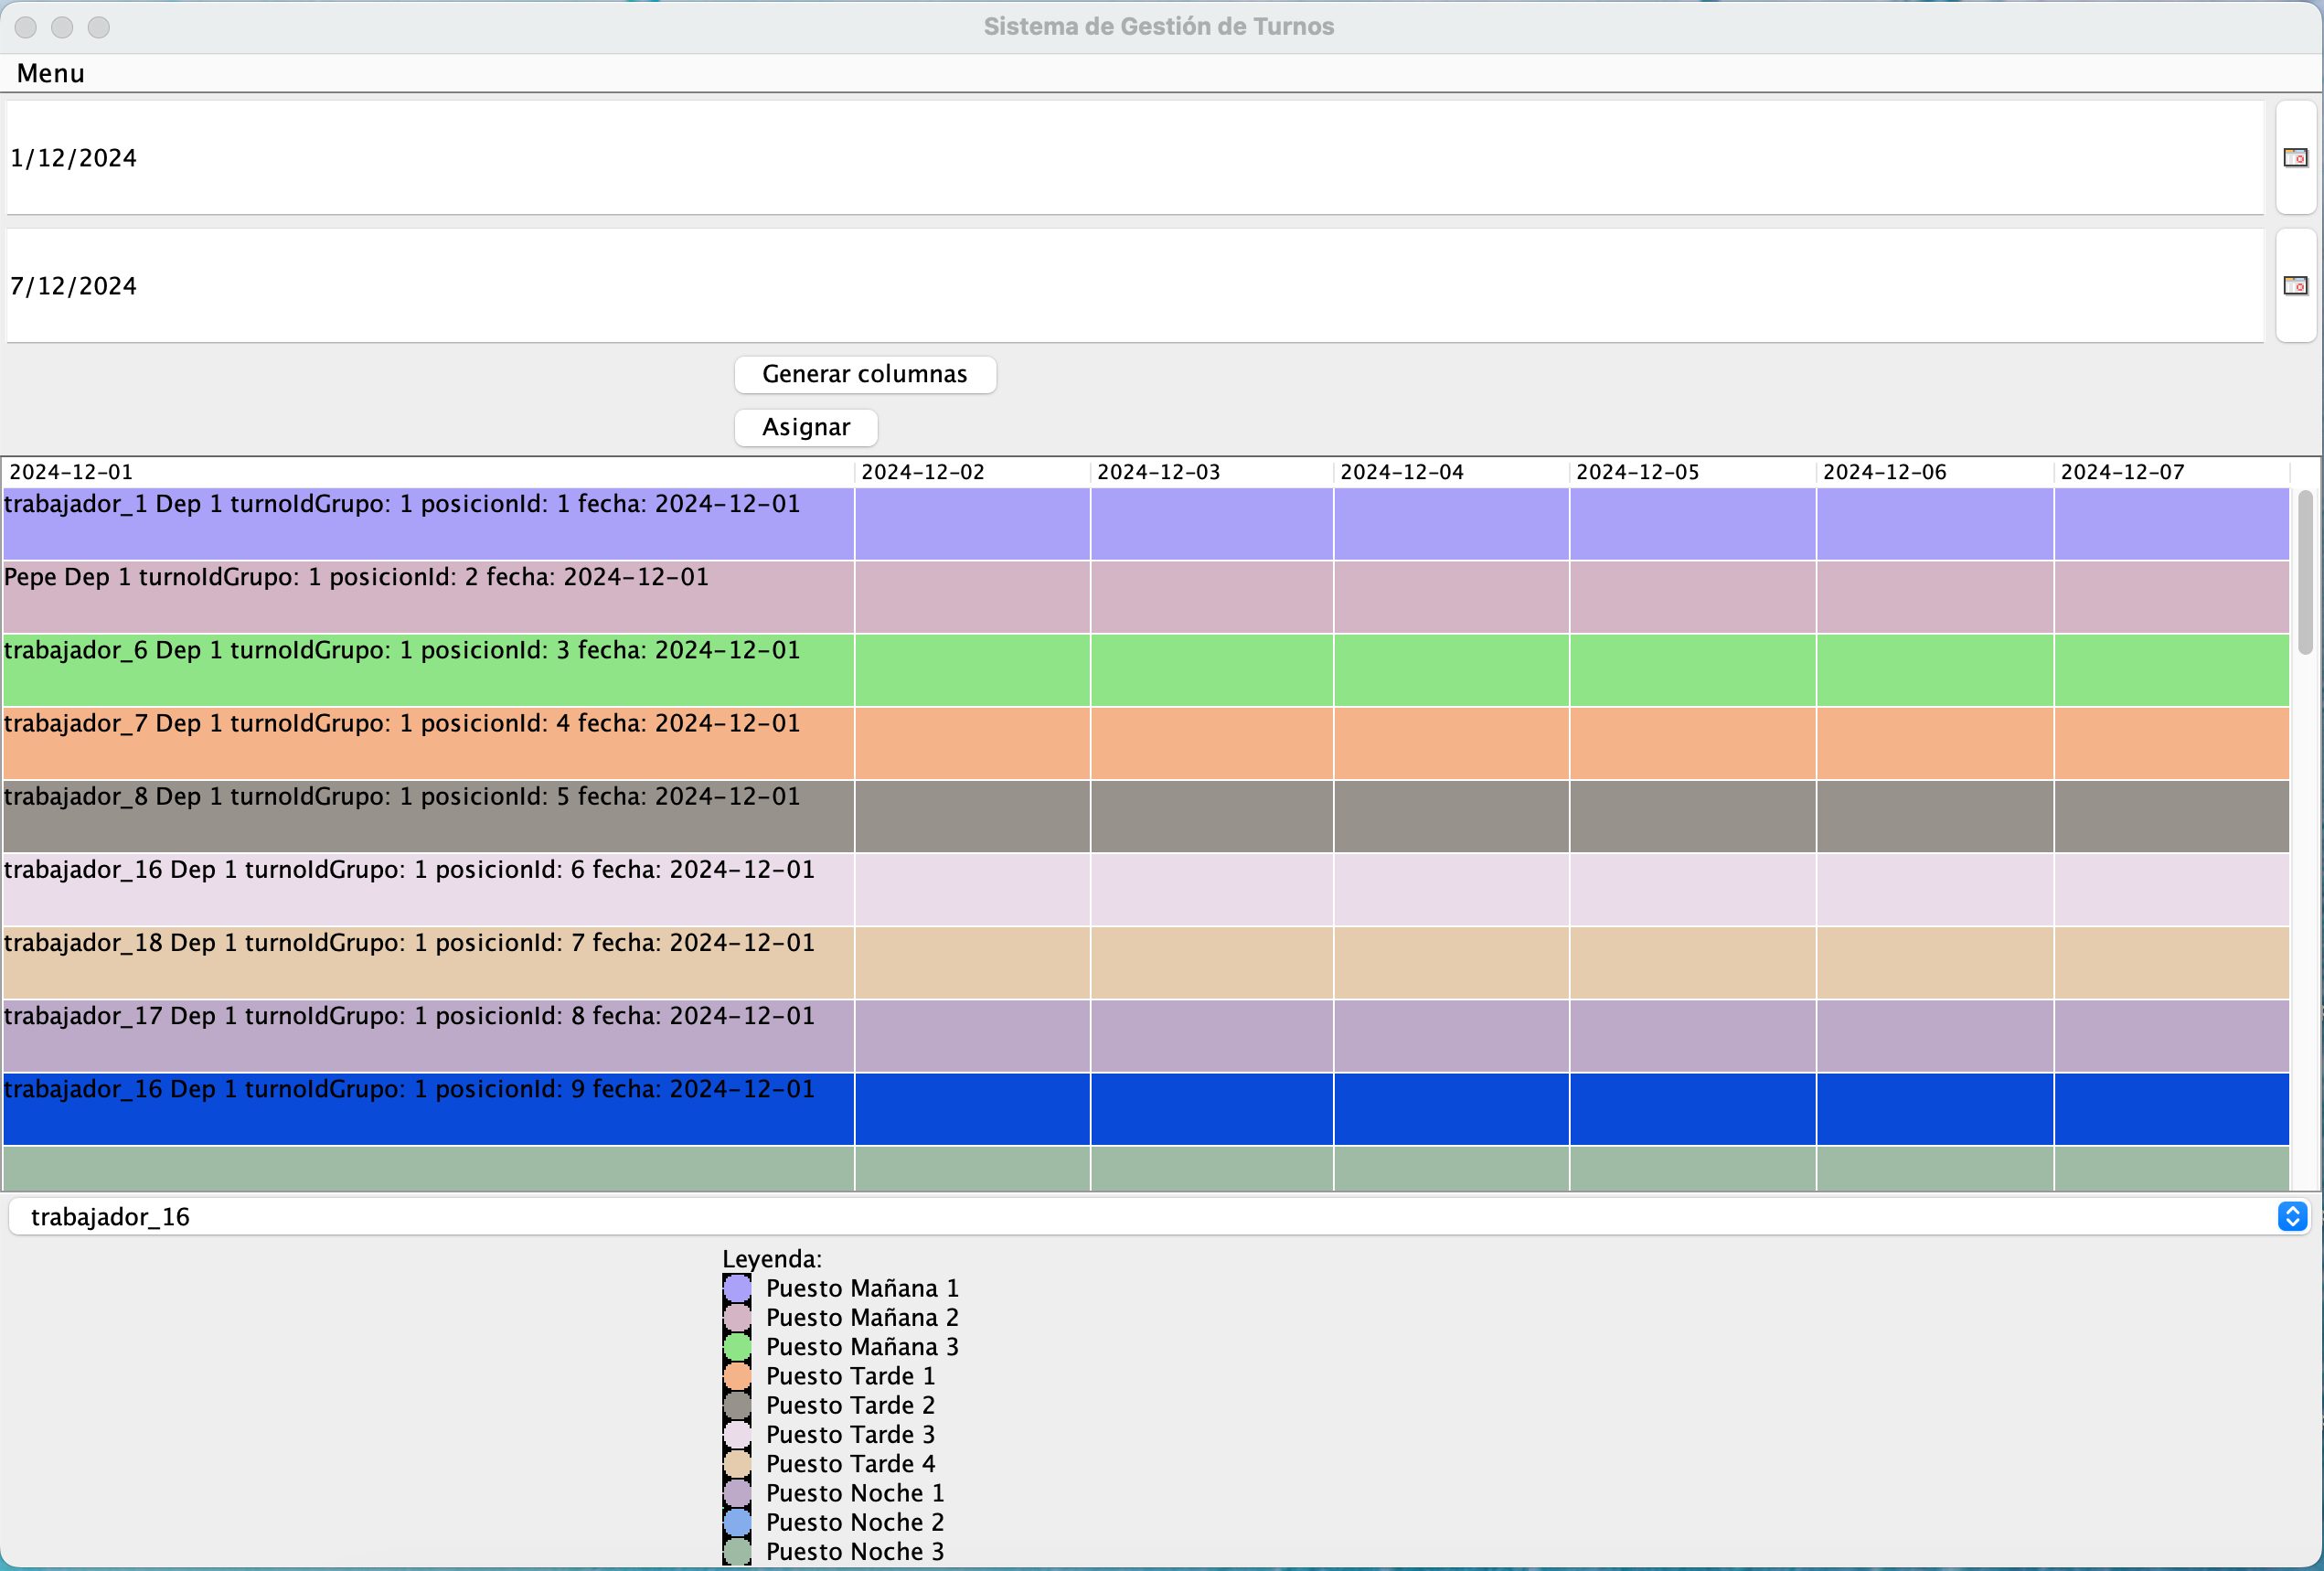 Sistema de Gestión de Turnos
Menu
1/12/2024
7/12/2024
Generar columnas
Asignar
2024-12-01 2024-12-02 2024-12-03 2024-12-04 2024-12-05 2024-12-06 2024-12-07
trabajador_1 Dep 1 turnoIdGrupo: 1 posicionId: 1 fecha: 2024-12-01
Pepe Dep 1 turnoIdGrupo: 1 posicionId: 2 fecha: 2024-12-01
trabajador_6 Dep 1 turnoIdGrupo: 1 posicionId: 3 fecha: 2024-12-01
trabajador_7 Dep 1 turnoIdGrupo: 1 posicionId: 4 fecha: 2024-12-01
trabajador_8 Dep 1 turnoIdGrupo: 1 posicionId: 5 fecha: 2024-12-01
trabajador_16 Dep 1 turnoIdGrupo: 1 posicionId: 6 fecha: 2024-12-01
trabajador_18 Dep 1 turnoIdGrupo: 1 posicionId: 7 fecha: 2024-12-01
trabajador_17 Dep 1 turnoIdGrupo: 1 posicionId: 8 fecha: 2024-12-01
trabajador_16 Dep 1 turnoIdGrupo: 1 posicionId: 9 fecha: 2024-12-01
trabajador_16
Leyenda:
Puesto Mañana 1
Puesto Mañana 2
Puesto Mañana 3
Puesto Tarde 1
Puesto Tarde 2
Puesto Tarde 3
Puesto Tarde 4
Puesto Noche 1
Puesto Noche 2
Puesto Noche 3